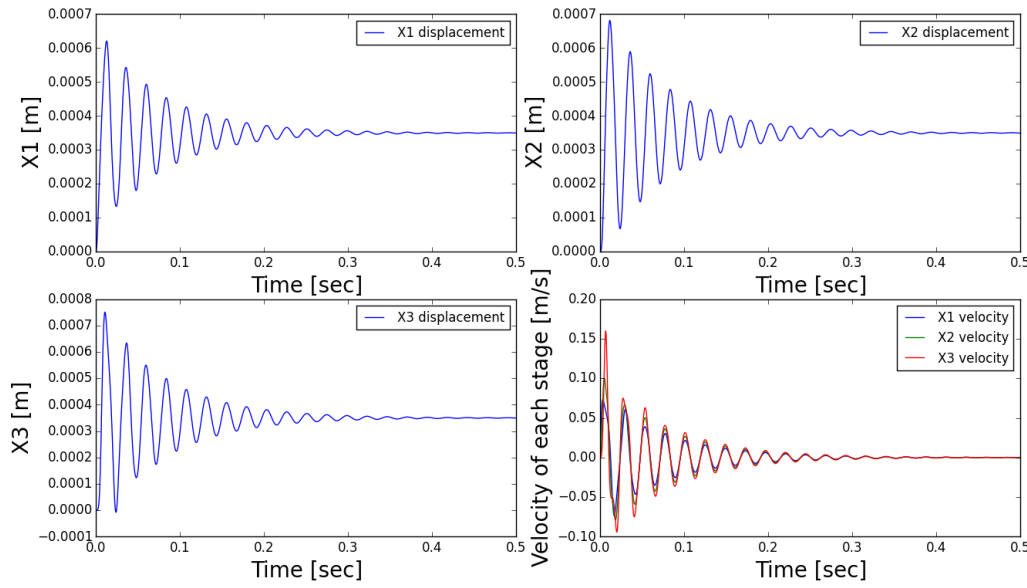 0.0007
0.0006
0.0005
0.0004
0.0003
0.0002
0.0001
0.0000
X1 [m]
X1 displacement
0.0 0.1 0.2 0.3 0.4 0.5
Time [sec]
0.0007
0.0006
0.0005
0.0004
0.0003
0.0002
0.0001
0.0000
X2 [m]
X2 displacement
0.0 0.1 0.2 0.3 0.4 0.5
Time [sec]
0.0008
0.0007
0.0006
0.0005
0.0004
0.0003
0.0002
0.0001
0.0000
−0.0001
X3 [m]
X3 displacement
0.0 0.1 0.2 0.3 0.4 0.5
Time [sec]
0.20
0.15
0.10
0.05
0.00
−0.05
−0.10
Velocity of each stage [m/s]
X1 velocity
X2 velocity
X3 velocity
0.0 0.1 0.2 0.3 0.4 0.5
Time [sec]